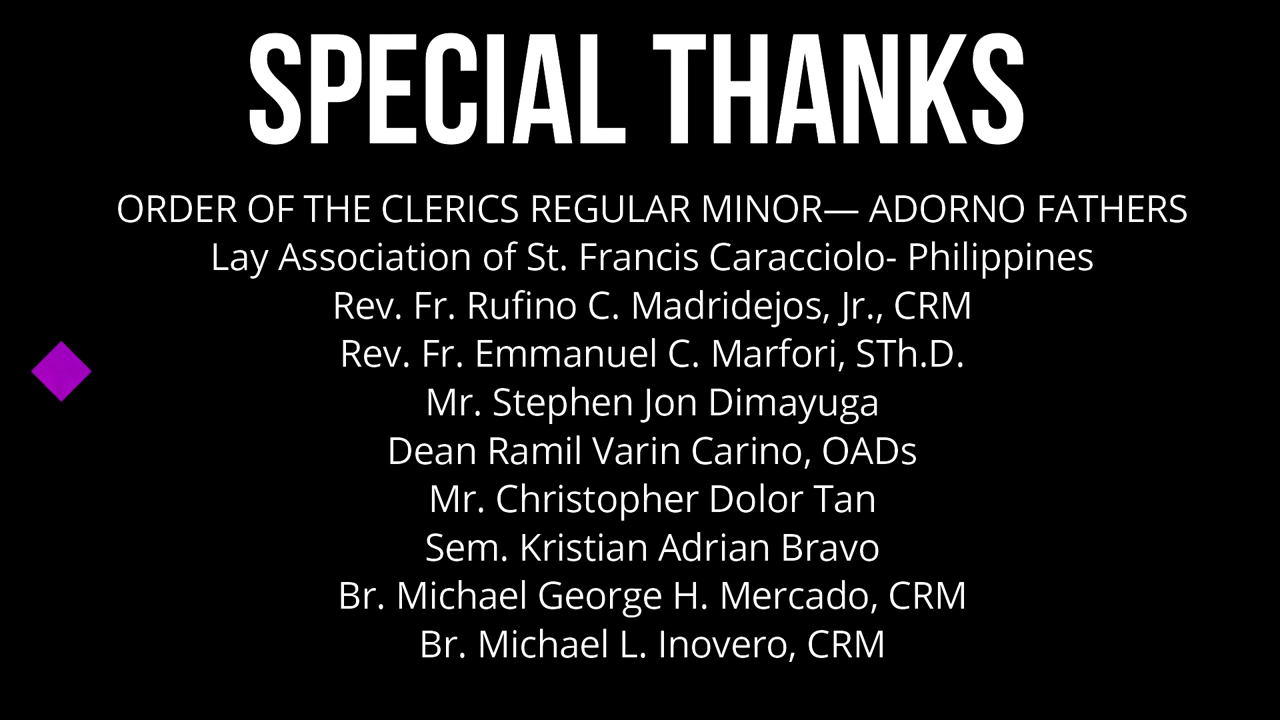 SPECIAL THANKS
ORDER OF THE CLERICS REGULAR MINOR— ADORNO FATHERS
Lay Association of St. Francis Caracciolo- Philippines
Rev. Fr. Rufino C. Madridejos, Jr., CRM
Rev. Fr. Emmanuel C. Marfori, STh.D.
Mr. Stephen Jon Dimayuga
Dean Ramil Varin Carino, OADs
Mr. Christopher Dolor Tan
Sem. Kristian Adrian Bravo
Br. Michael George H. Mercado, CRM
Br. Michael L. Inovero, CRM